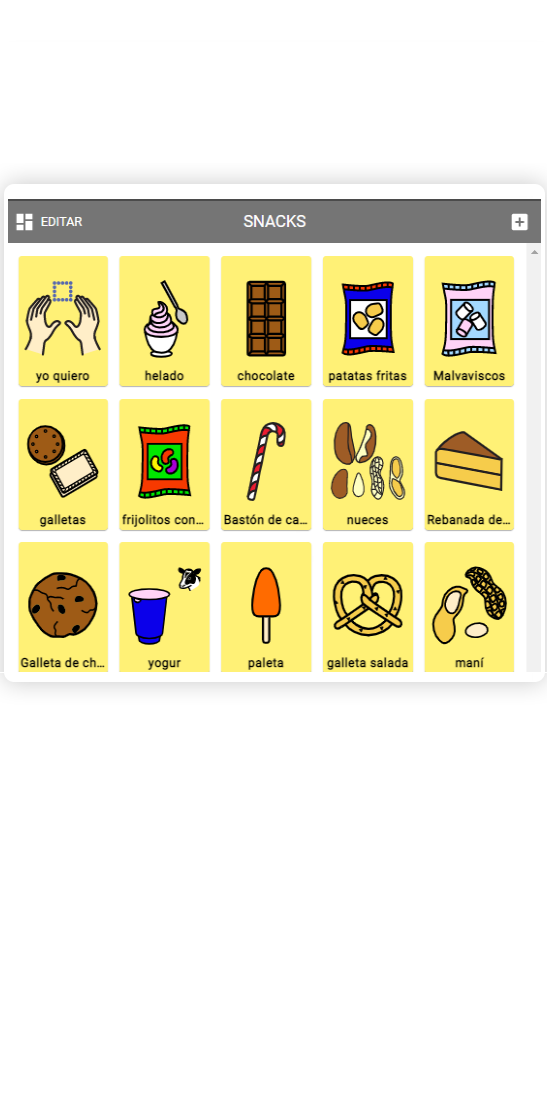 EDITAR
SNACKS
yo quiero
helado
chocolate
patatas fritas
Malvaviscos
galletas
frijolitos con...
Bastón de ca...
nueces
Rebanada de...
Galleta de ch...
yogur
paleta
galleta salada
maní